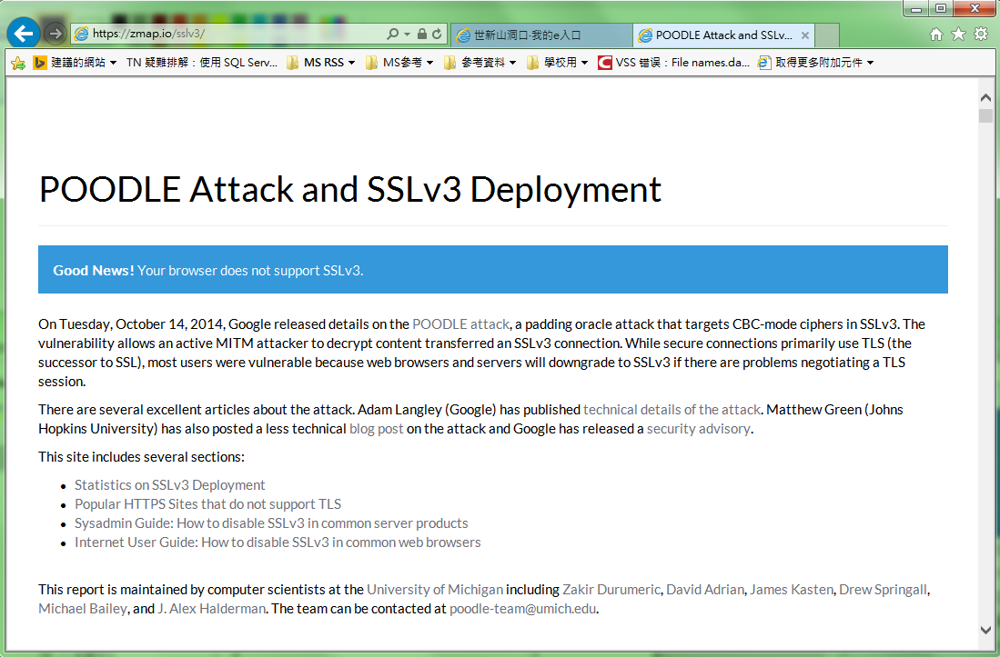 https://zmap.io/sslv3/
世新山洞口·我的e入口
POODLE Attack and SSLv...
建議的網站
TN 疑難排解：使用 SQL Serv...
MS RSS
MS參考
參考資料
學校用
VSS 错误：File names.da...
取得更多附加元件
POODLE Attack and SSLv3 Deployment
Good News! Your browser does not support SSLv3.
On Tuesday, October 14, 2014, Google released details on the POODLE attack, a padding oracle attack that targets CBC-mode ciphers in SSLv3. The
vulnerability allows an active MITM attacker to decrypt content transferred an SSLv3 connection. While secure connections primarily use TLS (the
successor to SSL), most users were vulnerable because web browsers and servers will downgrade to SSLv3 if there are problems negotiating a TLS
session.
There are several excellent articles about the attack. Adam Langley (Google) has published technical details of the attack. Matthew Green (Johns
Hopkins University) has also posted a less technical blog post on the attack and Google has released a security advisory.
This site includes several sections:
Statistics on SSLv3 Deployment
Popular HTTPS Sites that do not support TLS
Sysadmin Guide: How to disable SSLv3 in common server products
Internet User Guide: How to disable SSLv3 in common web browsers
This report is maintained by computer scientists at the University of Michigan including Zakir Durumeric, David Adrian, James Kasten, Drew Springall,
Michael Bailey, and J. Alex Halderman. The team can be contacted at poodle-team@umich.edu.